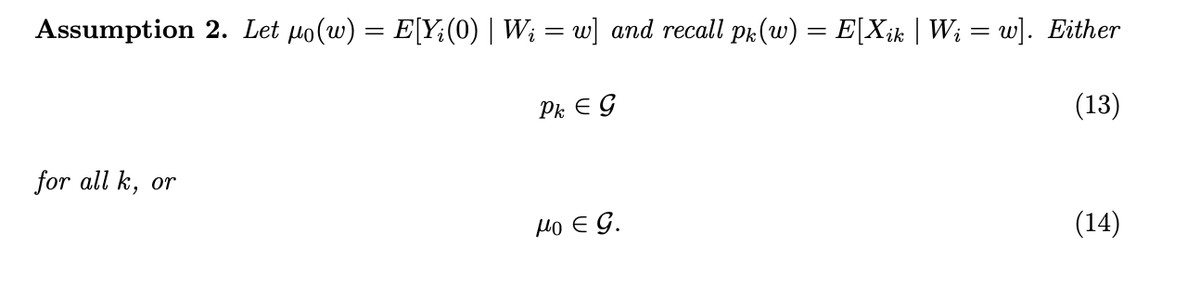 Assumption 2. Let μ₀(w) = E[Yᵢ(0) | Wᵢ = w] and recall pₖ(w) = E[Xᵢₖ | Wᵢ = w]. Either
pₖ ∈ 𝒢 (13)
for all k, or
μ₀ ∈ 𝒢. (14)